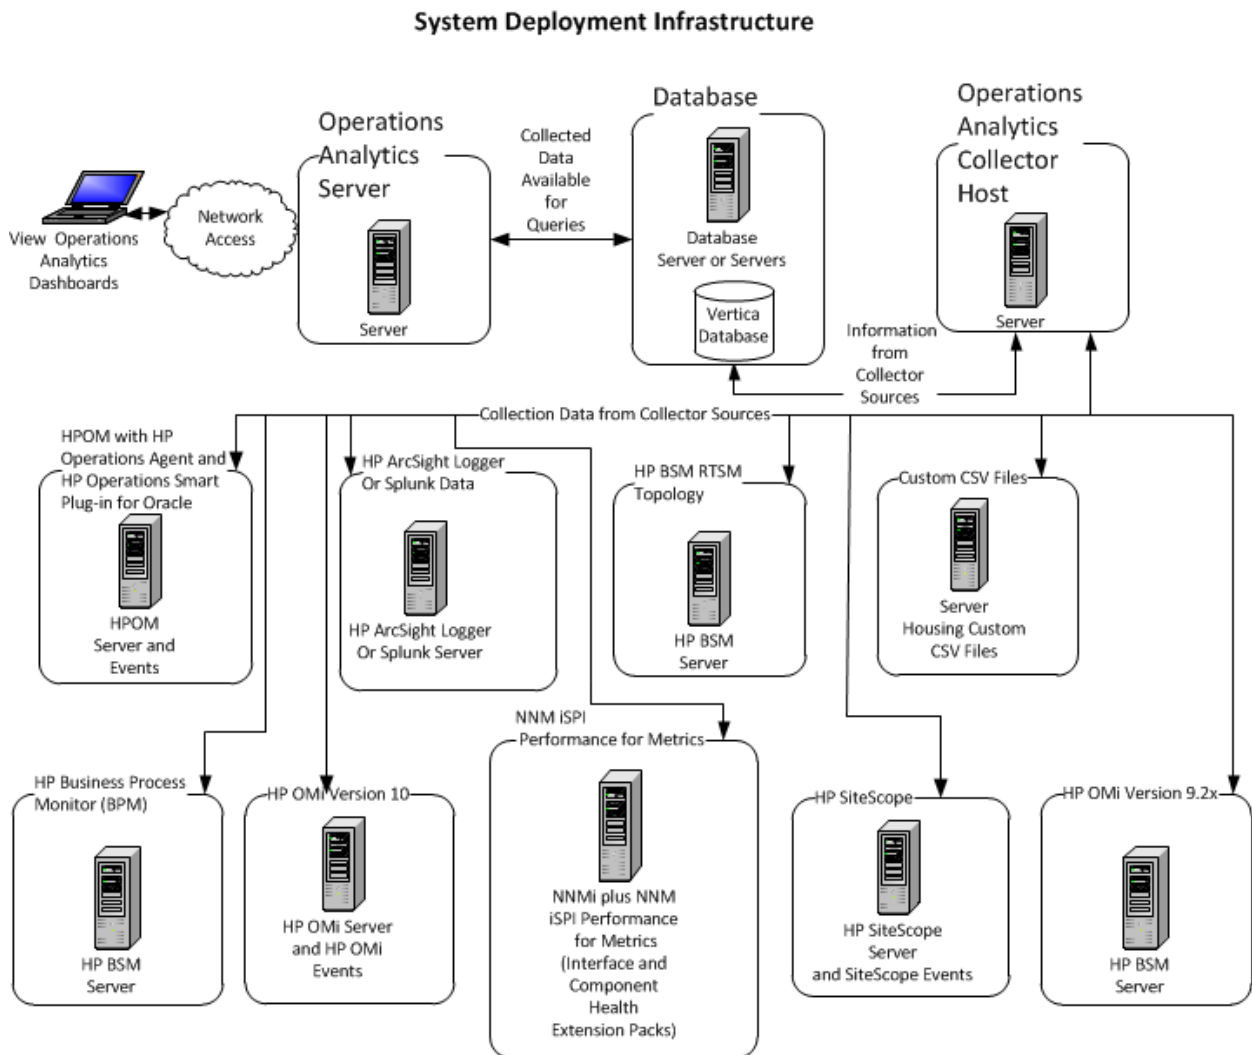 System Deployment Infrastructure
Operations
Analytics
Server
Server
View Operations
Analytics
Dashboards
Network
Access
Collected
Data
Available
for
Queries
Database
Database
Server or Servers
Vertica
Database
Operations
Analytics
Collector
Host
Server
Information
from
Collector
Sources
Collection Data from Collector Sources
HPOM with HP
Operations Agent and
HP Operations Smart
Plug-in for Oracle
HPOM
Server and
Events
HP ArcSight Logger
Or Splunk Data
HP ArcSight Logger
Or Splunk Server
HP BSM RTSM
Topology
HP BSM
Server
Custom CSV Files
Server
Housing Custom
CSV Files
HP Business Process
Monitor (BPM)
HP BSM
Server
HP OMi Version 10
HP OMi Server
and HP OMi
Events
NNM iSPI
Performance for Metrics
NNMi plus NNM
iSPI Performance
for Metrics
(Interface and
Component
Health
Extension Packs)
HP SiteScope
HP SiteScope
Server
and SiteScope Events
HP OMi Version 9.2x
HP BSM
Server